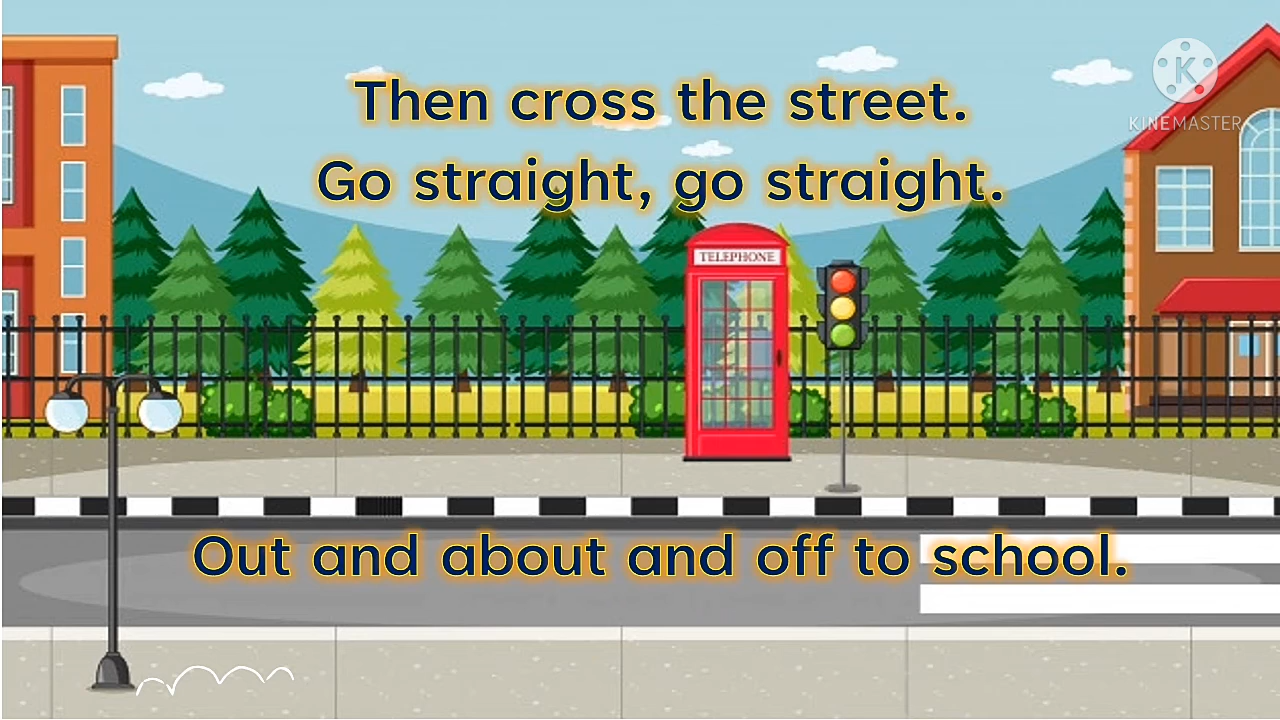 Then cross the street.
K
KINEMASTER
Go straight, go straight.
TELEPHONE
Out and about and off to school.